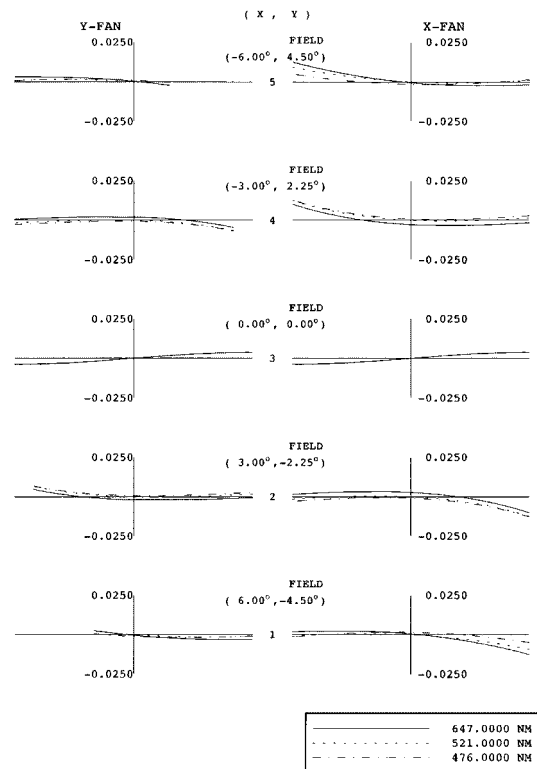 ( X , Y )
Y-FAN X-FAN
0.0250 FIELD 0.0250
(-6.00°, 4.50°)
5
-0.0250 -0.0250
0.0250 FIELD 0.0250
(-3.00°, 2.25°)
4
-0.0250 -0.0250
0.0250 FIELD 0.0250
( 0.00°, 0.00°)
3
-0.0250 -0.0250
0.0250 FIELD 0.0250
( 3.00°,-2.25°)
2
-0.0250 -0.0250
0.0250 FIELD 0.0250
( 6.00°,-4.50°)
1
-0.0250 -0.0250
647.0000 NM
521.0000 NM
476.0000 NM